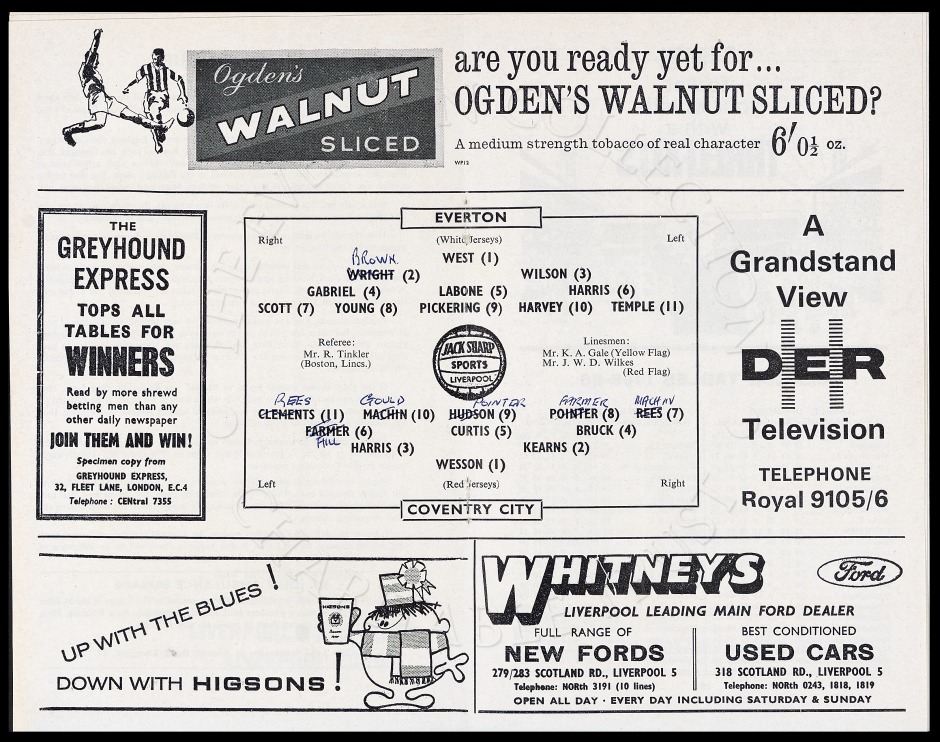 Ogden's
WALNUT
SLICED
are you ready yet for...
OGDEN'S WALNUT SLICED?
A medium strength tobacco of real character 6/0½ oz.
WP12
THE
GREYHOUND
EXPRESS
TOPS ALL
TABLES FOR
WINNERS
Read by more shrewd
betting men than any
other daily newspaper
JOIN THEM AND WIN!
Specimen copy from
GREYHOUND EXPRESS,
32, FLEET LANE, LONDON, E.C.4
Telephone : CENtral 7355
EVERTON
Right (White Jerseys) Left
WEST (1)
BROWN
WRIGHT (2) WILSON (3)
GABRIEL (4) LABONE (5) HARRIS (6)
SCOTT (7) YOUNG (8) PICKERING (9) HARVEY (10) TEMPLE (11)
Referee:
Mr. R. Tinkler
(Boston, Lincs.)
JACK SHARP
SPORTS
LIVERPOOL
Linesmen:
Mr. K. A. Gale (Yellow Flag)
Mr. J. W. D. Wilkes
(Red Flag)
REES GOULD POINTER FARMER MACHIN
CLEMENTS (11) MACHIN (10) HUDSON (9) POINTER (8) REES (7)
FARMER (6) CURTIS (5) BRUCK (4)
HILL
HARRIS (3) KEARNS (2)
WESSON (1)
Left (Red Jerseys) Right
COVENTRY CITY
A
Grandstand
View
DER
Television
TELEPHONE
Royal 9105/6
UP WITH THE BLUES !
DOWN WITH HIGSONS !
HIGSONS
WHITNEYS
Ford
LIVERPOOL LEADING MAIN FORD DEALER
FULL RANGE OF
NEW FORDS
279/283 SCOTLAND RD., LIVERPOOL 5
Telephone: NORth 3191 (10 lines)
BEST CONDITIONED
USED CARS
318 SCOTLAND RD., LIVERPOOL 5
Telephone: NORth 0243, 1818, 1819
OPEN ALL DAY · EVERY DAY INCLUDING SATURDAY & SUNDAY